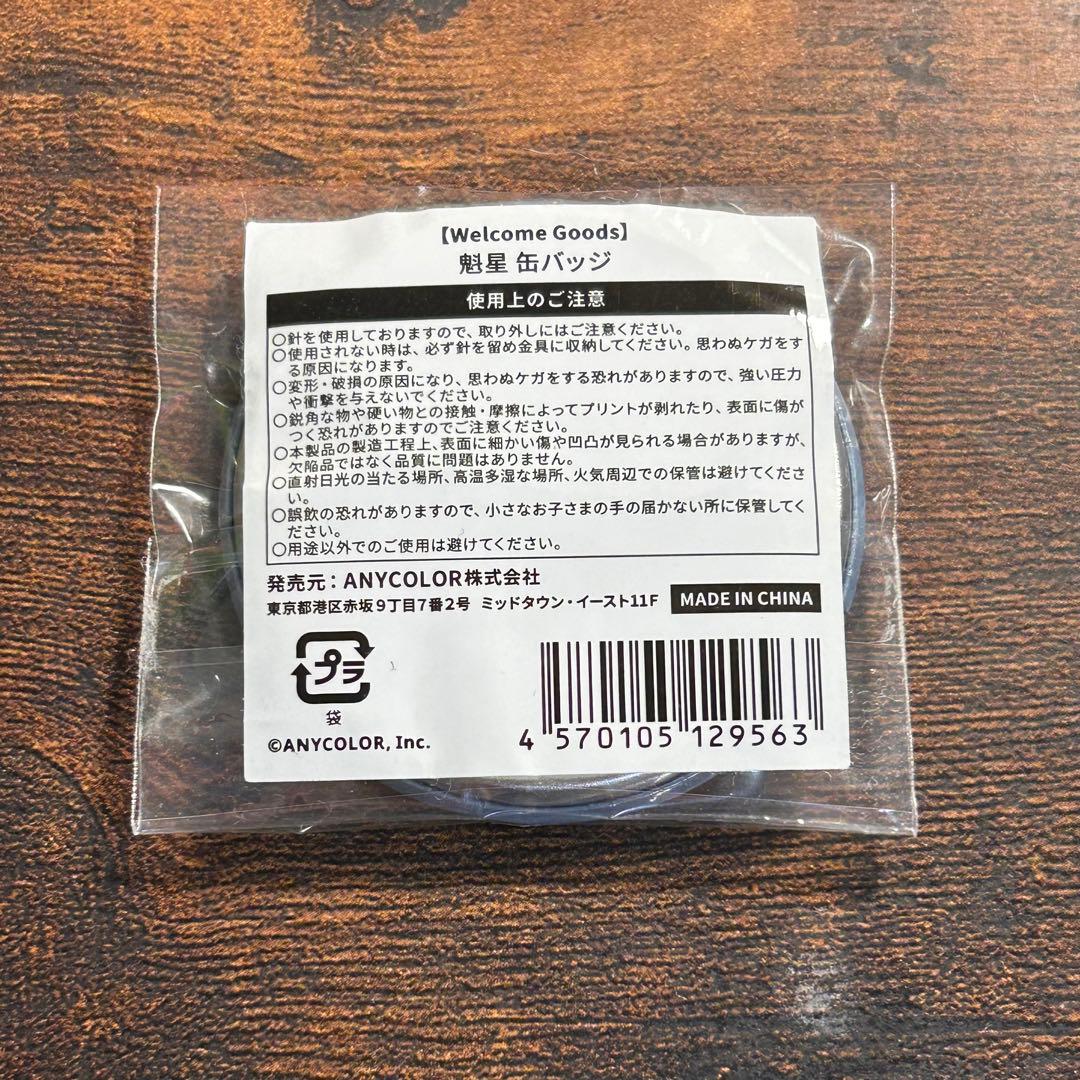 【Welcome Goods】
魁星 缶バッジ
使用上のご注意
○針を使用しておりますので、取り外しにはご注意ください。
○使用されない時は、必ず針を留め金具に収納してください。思わぬケガをす
る原因になります。
○変形・破損の原因になり、思わぬケガをする恐れがありますので、強い圧力
や衝撃を与えないでください。
○鋭角な物や硬い物との接触・摩擦によってプリントが剥れたり、表面に傷が
つく恐れがありますのでご注意ください。
○本製品の製造工程上、表面に細かい傷や凹凸が見られる場合がありますが、
欠陥品ではなく品質に問題はありません。
○直射日光の当たる場所、高温多湿な場所、火気周辺での保管は避けてくださ
い。
○誤飲の恐れがありますので、小さなお子さまの手の届かない所に保管してく
ださい。
○用途以外でのご使用は避けてください。
発売元：ANYCOLOR株式会社
東京都港区赤坂9丁目7番2号 ミッドタウン・イースト11F
MADE IN CHINA
プラ
袋
©ANYCOLOR, Inc.
4 570105 129563